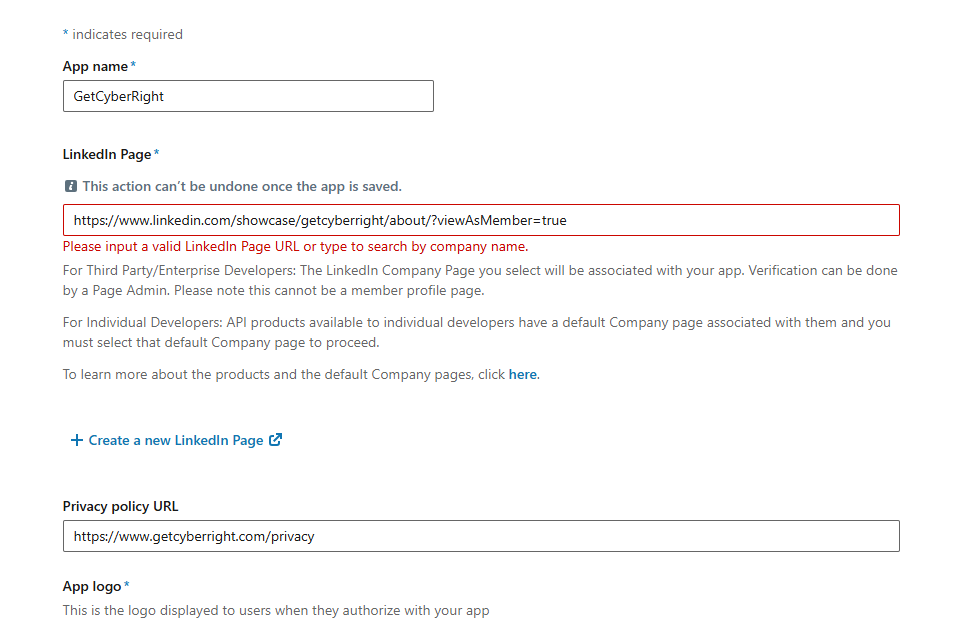 * indicates required
App name*
GetCyberRight
LinkedIn Page*
This action can't be undone once the app is saved.
https://www.linkedin.com/showcase/getcyberright/about/?viewAsMember=true
Please input a valid LinkedIn Page URL or type to search by company name.
For Third Party/Enterprise Developers: The LinkedIn Company Page you select will be associated with your app. Verification can be done
by a Page Admin. Please note this cannot be a member profile page.
For Individual Developers: API products available to individual developers have a default Company page associated with them and you
must select that default Company page to proceed.
To learn more about the products and the default Company pages, click here.
+ Create a new LinkedIn Page
Privacy policy URL
https://www.getcyberright.com/privacy
App logo*
This is the logo displayed to users when they authorize with your app